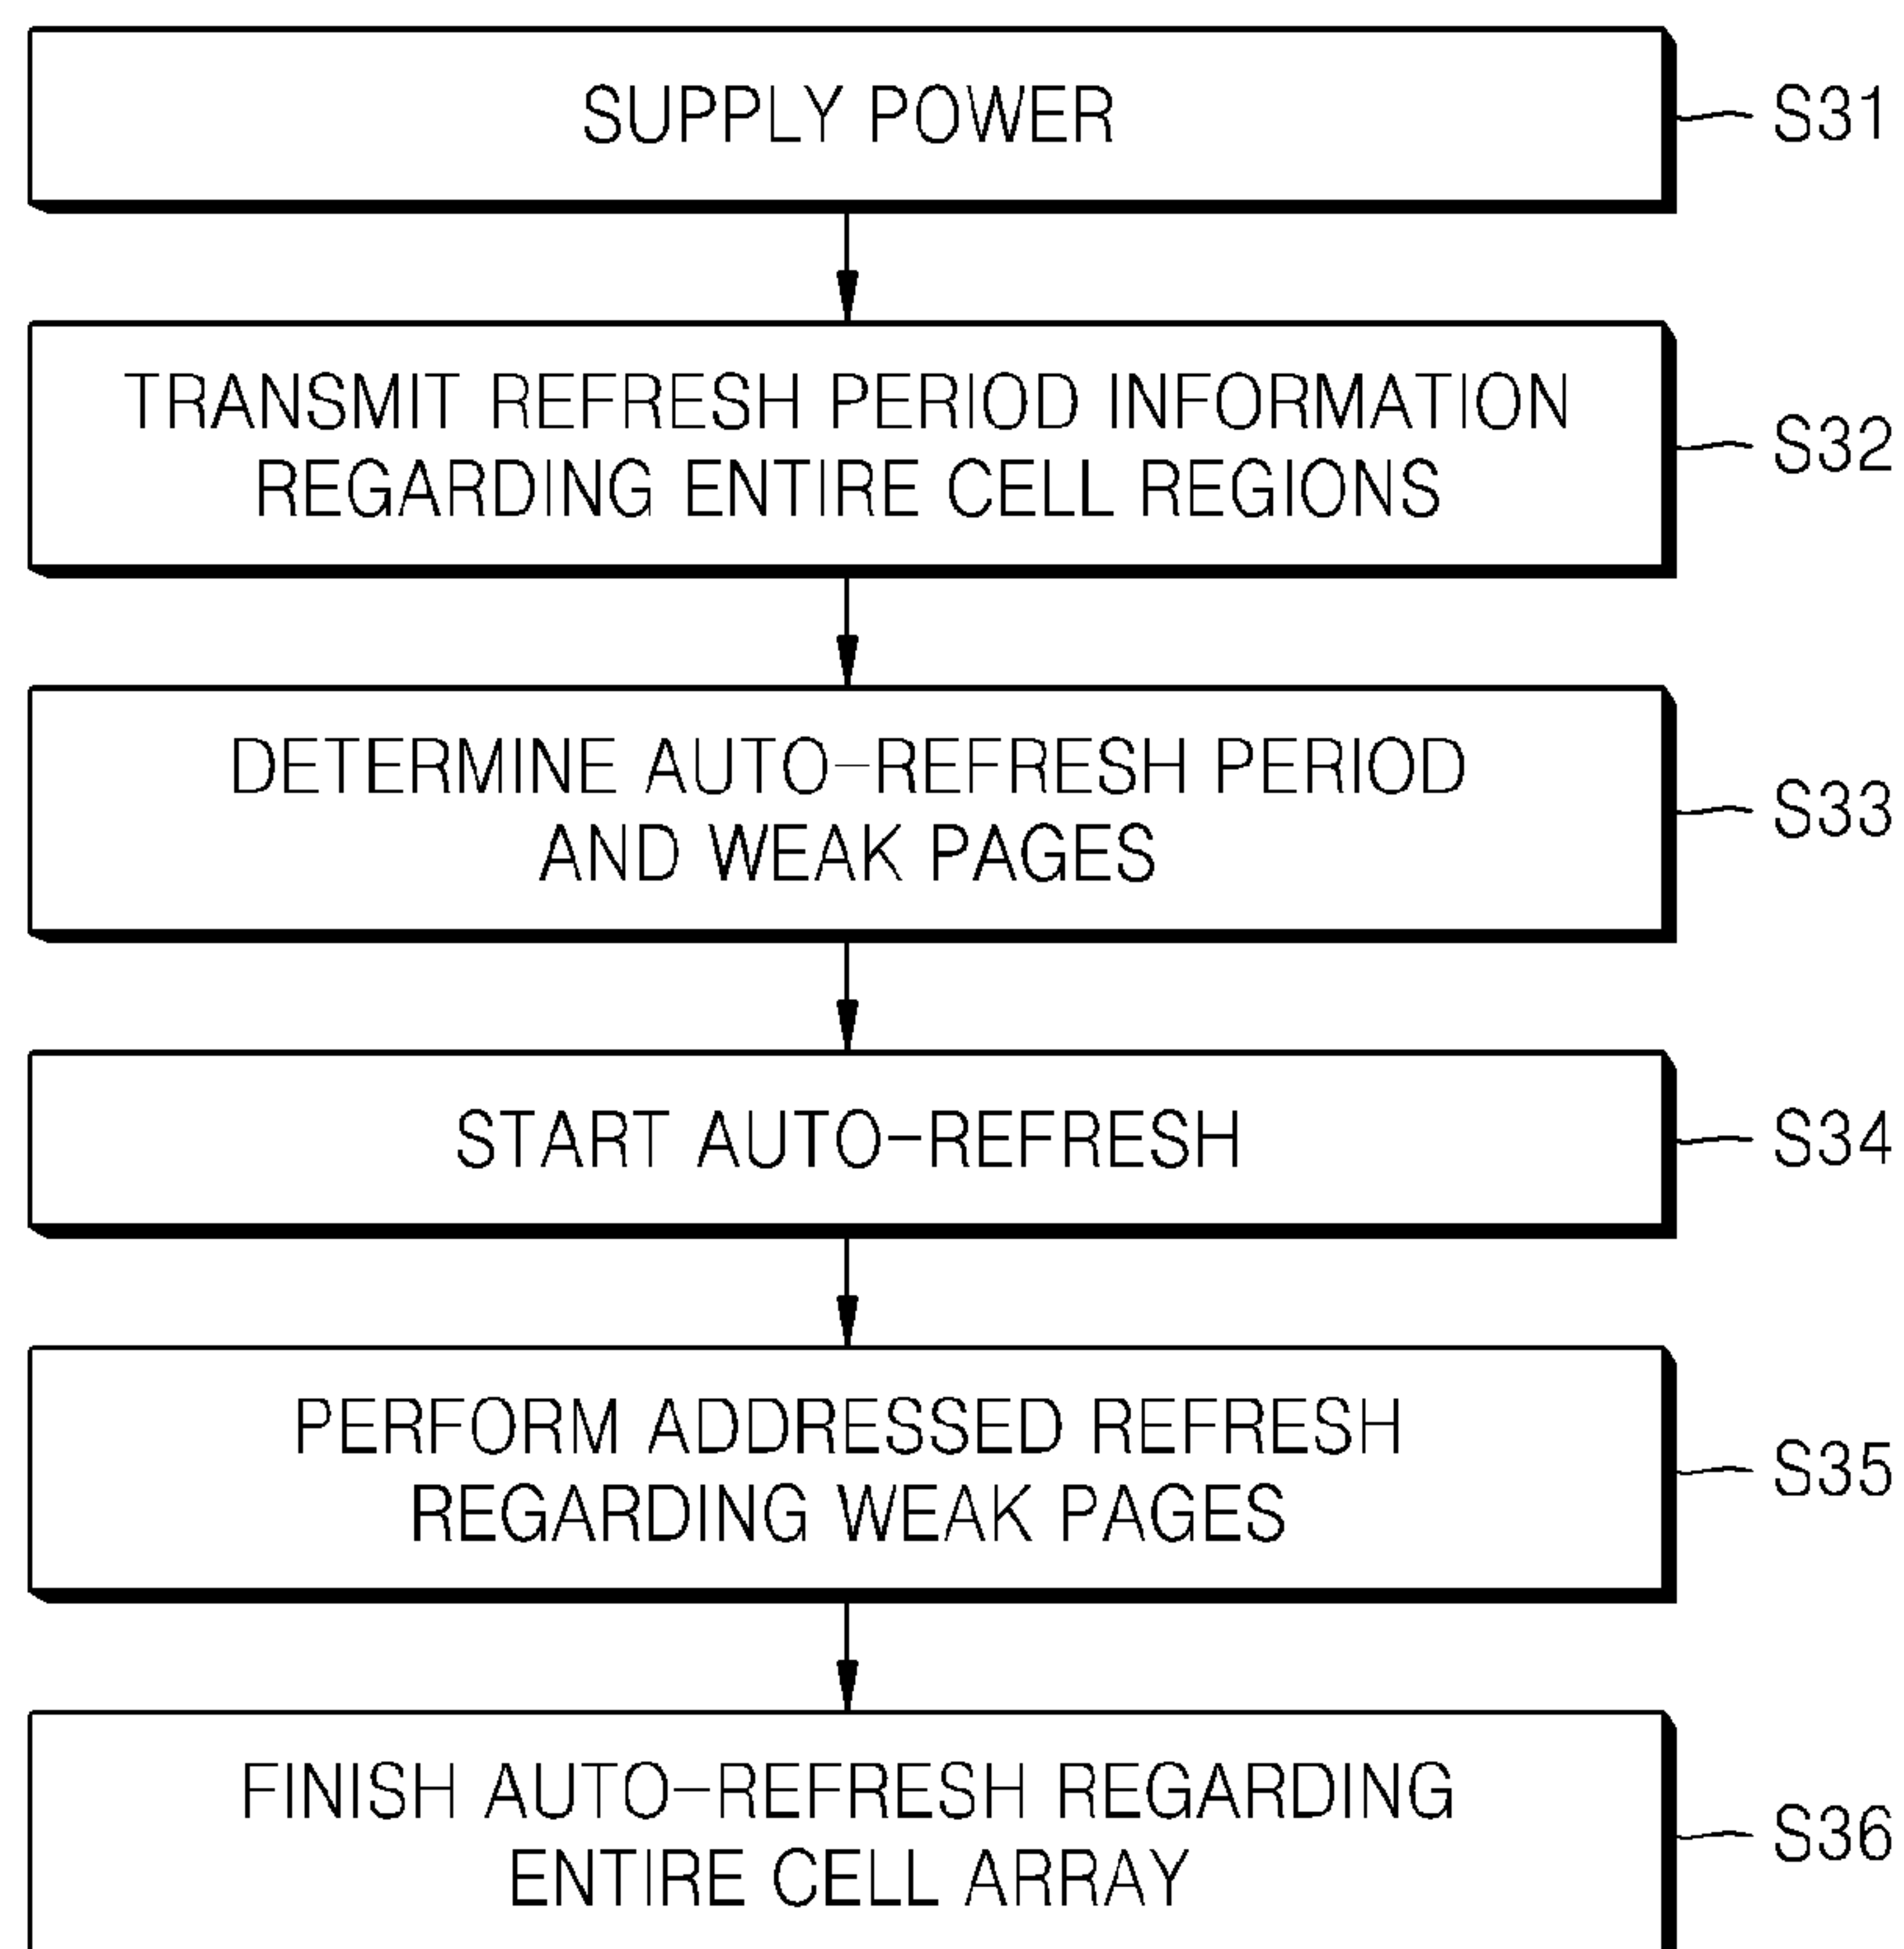 SUPPLY POWER
S31
TRANSMIT REFRESH PERIOD INFORMATION
REGARDING ENTIRE CELL REGIONS
S32
DETERMINE AUTO-REFRESH PERIOD
AND WEAK PAGES
S33
START AUTO-REFRESH
S34
PERFORM ADDRESSED REFRESH
REGARDING WEAK PAGES
S35
FINISH AUTO-REFRESH REGARDING
ENTIRE CELL ARRAY
S36